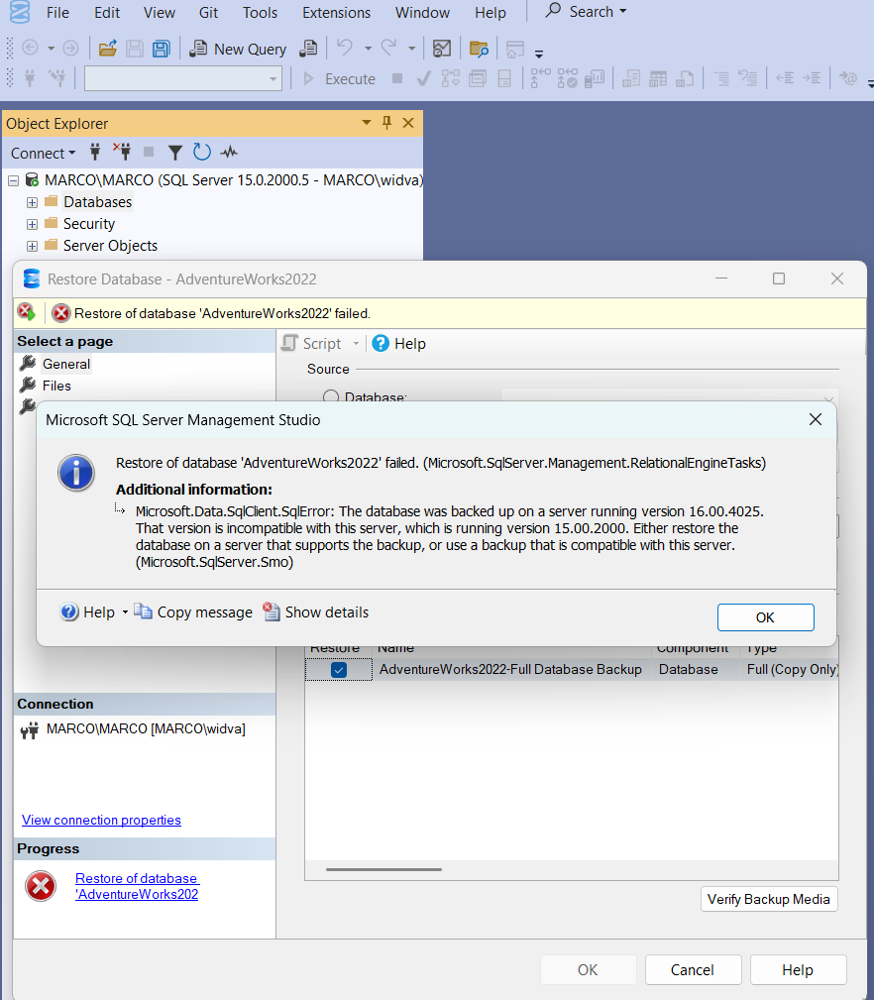 File Edit View Git Tools Extensions Window Help Search
New Query
Execute
Object Explorer
Connect
MARCO\MARCO (SQL Server 15.0.2000.5 - MARCO\widva)
Databases
Security
Server Objects
Restore Database - AdventureWorks2022
Restore of database 'AdventureWorks2022' failed.
Select a page
General
Files
Script Help
Source
Database:
Microsoft SQL Server Management Studio
Restore of database 'AdventureWorks2022' failed. (Microsoft.SqlServer.Management.RelationalEngineTasks)
Additional information:
Microsoft.Data.SqlClient.SqlError: The database was backed up on a server running version 16.00.4025.
That version is incompatible with this server, which is running version 15.00.2000. Either restore the
database on a server that supports the backup, or use a backup that is compatible with this server.
(Microsoft.SqlServer.Smo)
Help Copy message Show details OK
Restore Name Component Type
AdventureWorks2022-Full Database Backup Database Full (Copy Only)
Connection
MARCO\MARCO [MARCO\widva]
View connection properties
Progress
Restore of database
'AdventureWorks202
Verify Backup Media
OK Cancel Help